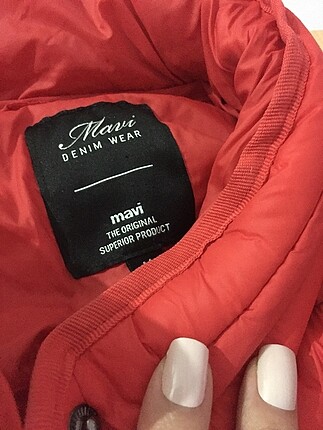 Mavi
DENIM WEAR
mavi
THE ORIGINAL
SUPERIOR PRODUCT